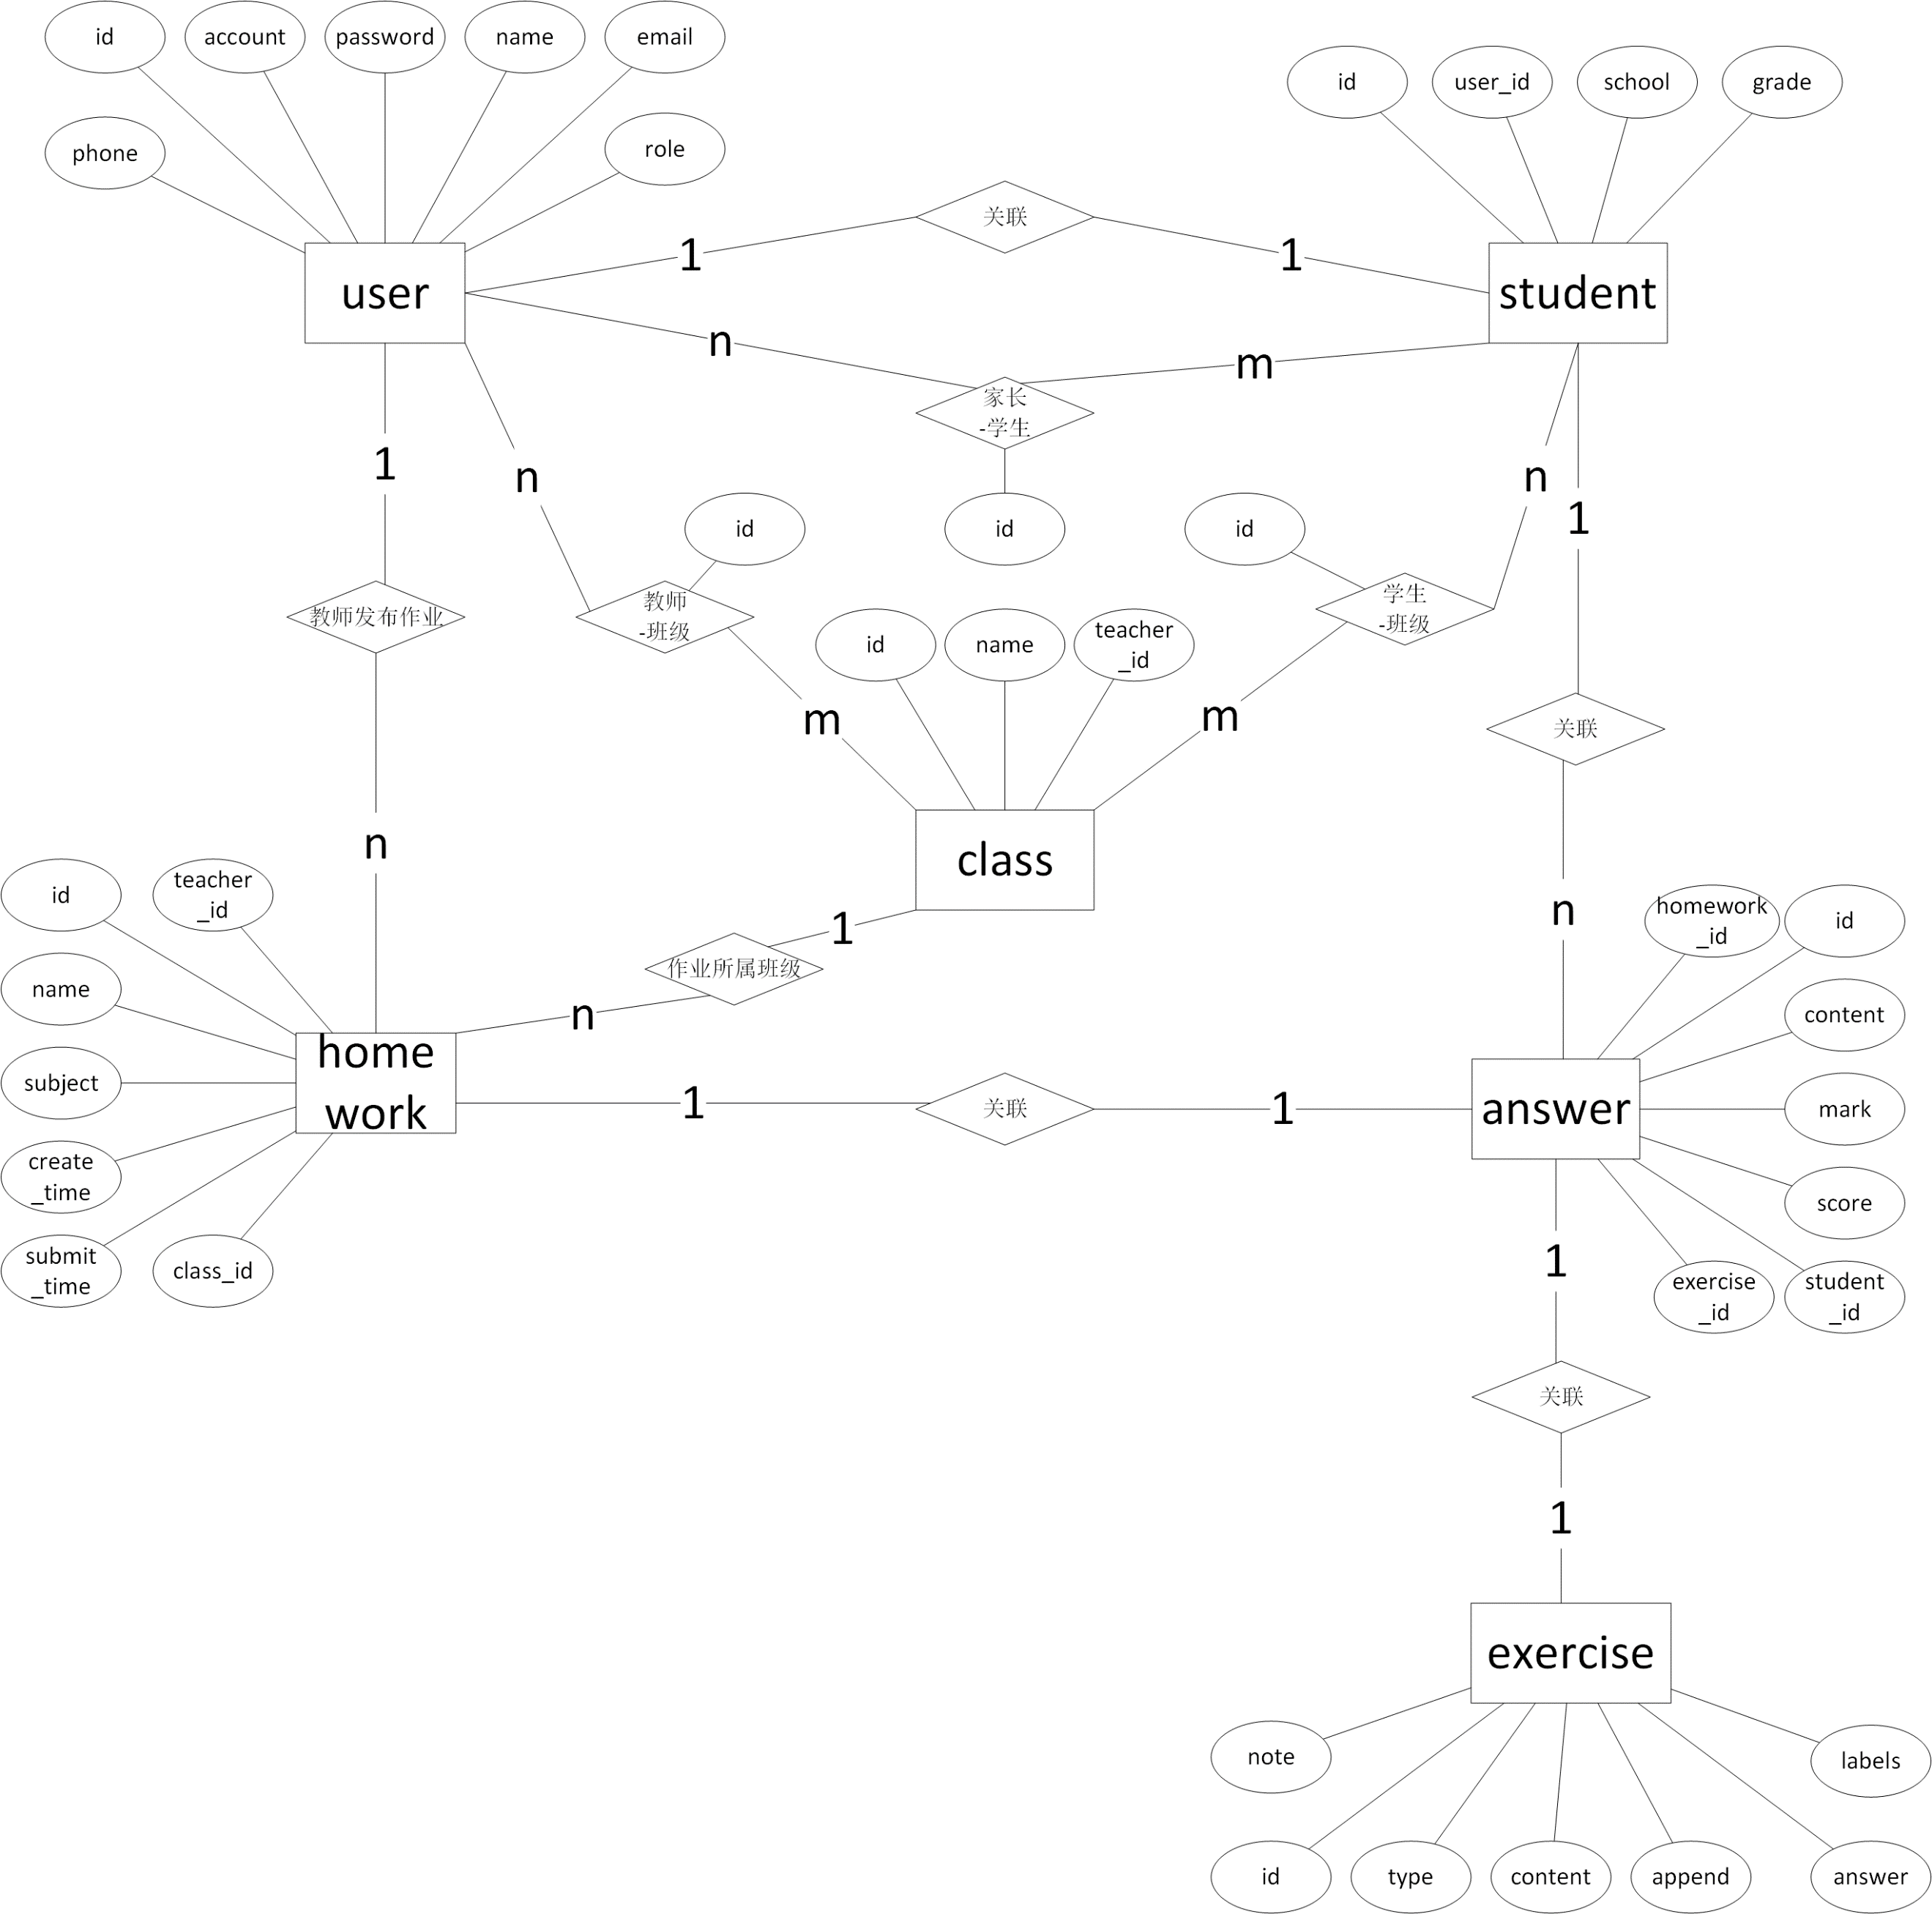 id
account
password
name
email
id
user_id
school
grade
phone
role
关联
user
1
1
student
n
m
家长
-学生
1
n
n
1
id
id
id
教师发布作业
教师
-班级
学生
-班级
id
name
teacher
_id
m
m
关联
n
class
id
teacher
_id
1
n
homework
_id
id
作业所属班级
name
n
content
home
work
subject
1
关联
1
answer
mark
create
_time
score
submit
_time
class_id
1
exercise
_id
student
_id
关联
1
exercise
note
labels
id
type
content
append
answer